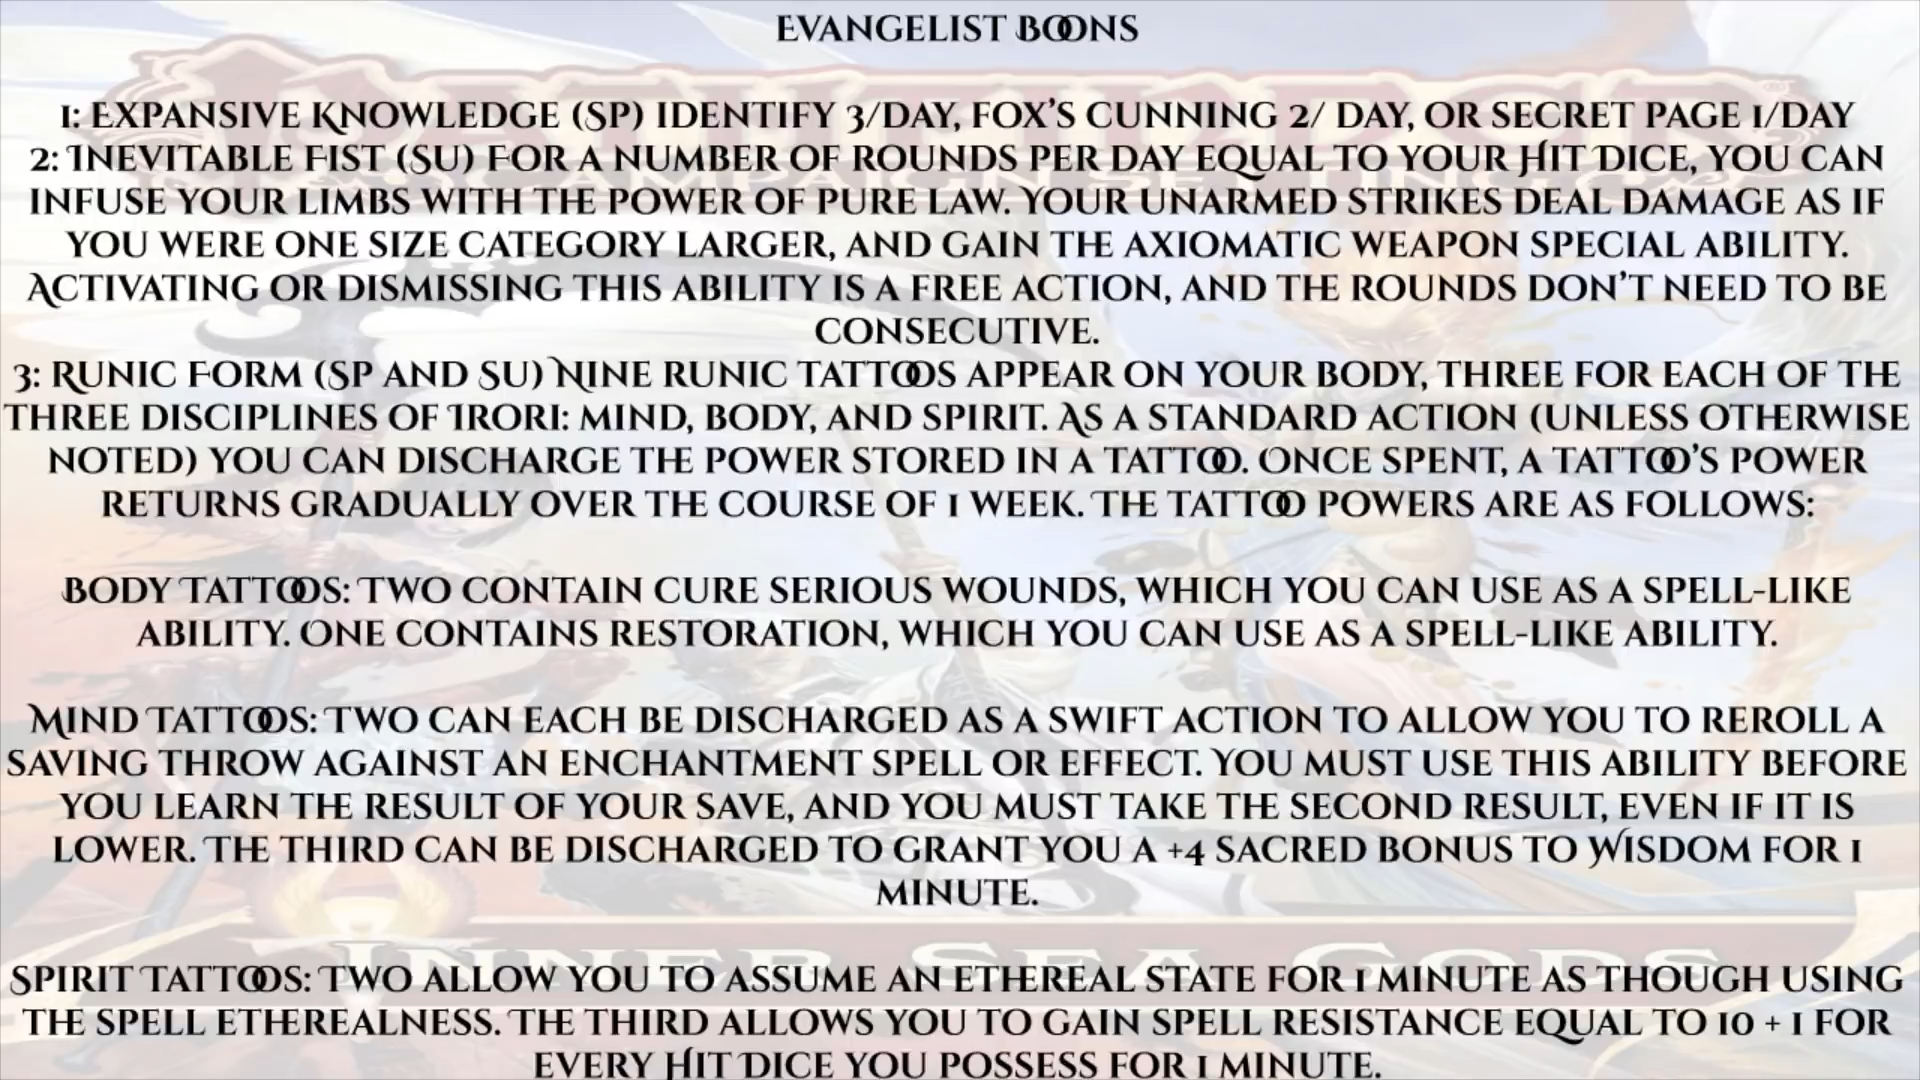 Evangelist Boons
1: Expansive Knowledge (Sp) identify 3/day, fox's cunning 2/ day, or secret page 1/day
2: Inevitable Fist (Su) For a number of rounds per day equal to your Hit Dice, you can
infuse your limbs with the power of pure law. Your unarmed strikes deal damage as if
you were one size category larger, and gain the axiomatic weapon special ability.
Activating or dismissing this ability is a free action, and the rounds don't need to be
consecutive.
3: Runic Form (Sp and Su) Nine runic tattoos appear on your body, three for each of the
three disciplines of Irori: mind, body, and spirit. As a standard action (unless otherwise
noted) you can discharge the power stored in a tattoo. Once spent, a tattoo's power
returns gradually over the course of 1 week. The tattoo powers are as follows:
Body Tattoos: Two contain cure serious wounds, which you can use as a spell-like
ability. One contains restoration, which you can use as a spell-like ability.
Mind Tattoos: Two can each be discharged as a swift action to allow you to reroll a
saving throw against an enchantment spell or effect. You must use this ability before
you learn the result of your save, and you must take the second result, even if it is
lower. The third can be discharged to grant you a +4 sacred bonus to Wisdom for 1
minute.
Inner Sea Gods
Spirit Tattoos: Two allow you to assume an ethereal state for 1 minute as though using
the spell etherealness. The third allows you to gain spell resistance equal to 10 + 1 for
every Hit Dice you possess for 1 minute.